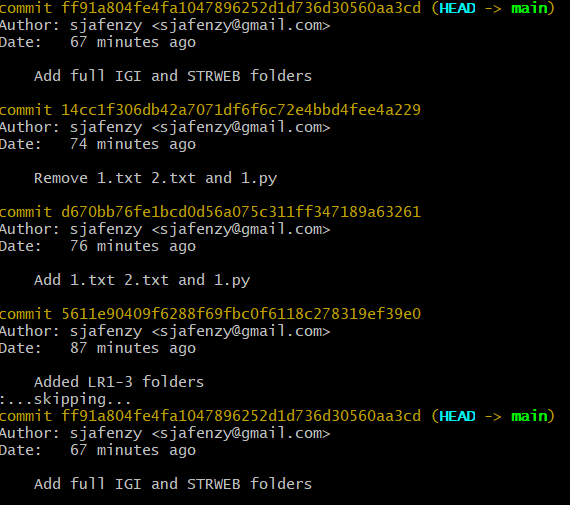 commit ff91a804fe4fa1047896252d1d736d30560aa3cd (HEAD -> main)
Author: sjafenzy <sjafenzy@gmail.com>
Date:   67 minutes ago

    Add full IGI and STRWEB folders

commit 14cc1f306db42a7071df6f6c72e4bbd4fee4a229
Author: sjafenzy <sjafenzy@gmail.com>
Date:   74 minutes ago

    Remove 1.txt 2.txt and 1.py

commit d670bb76fe1bcd0d56a075c311ff347189a63261
Author: sjafenzy <sjafenzy@gmail.com>
Date:   76 minutes ago

    Add 1.txt 2.txt and 1.py

commit 5611e90409f6288f69fbc0f6118c278319ef39e0
Author: sjafenzy <sjafenzy@gmail.com>
Date:   87 minutes ago

    Added LR1-3 folders
:...skipping...
commit ff91a804fe4fa1047896252d1d736d30560aa3cd (HEAD -> main)
Author: sjafenzy <sjafenzy@gmail.com>
Date:   67 minutes ago

    Add full IGI and STRWEB folders